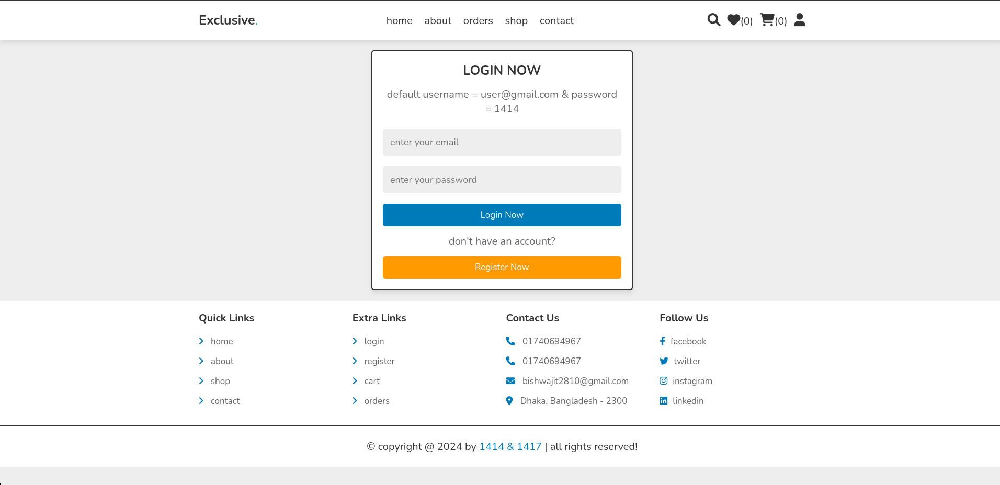 Exclusive.
home about orders shop contact
(0) (0)
LOGIN NOW
default username = user@gmail.com & password
= 1414
enter your email
enter your password
Login Now
don't have an account?
Register Now
Quick Links
home
about
shop
contact
Extra Links
login
register
cart
orders
Contact Us
01740694967
01740694967
bishwajit2810@gmail.com
Dhaka, Bangladesh - 2300
Follow Us
facebook
twitter
instagram
linkedin
© copyright @ 2024 by 1414 & 1417 | all rights reserved!